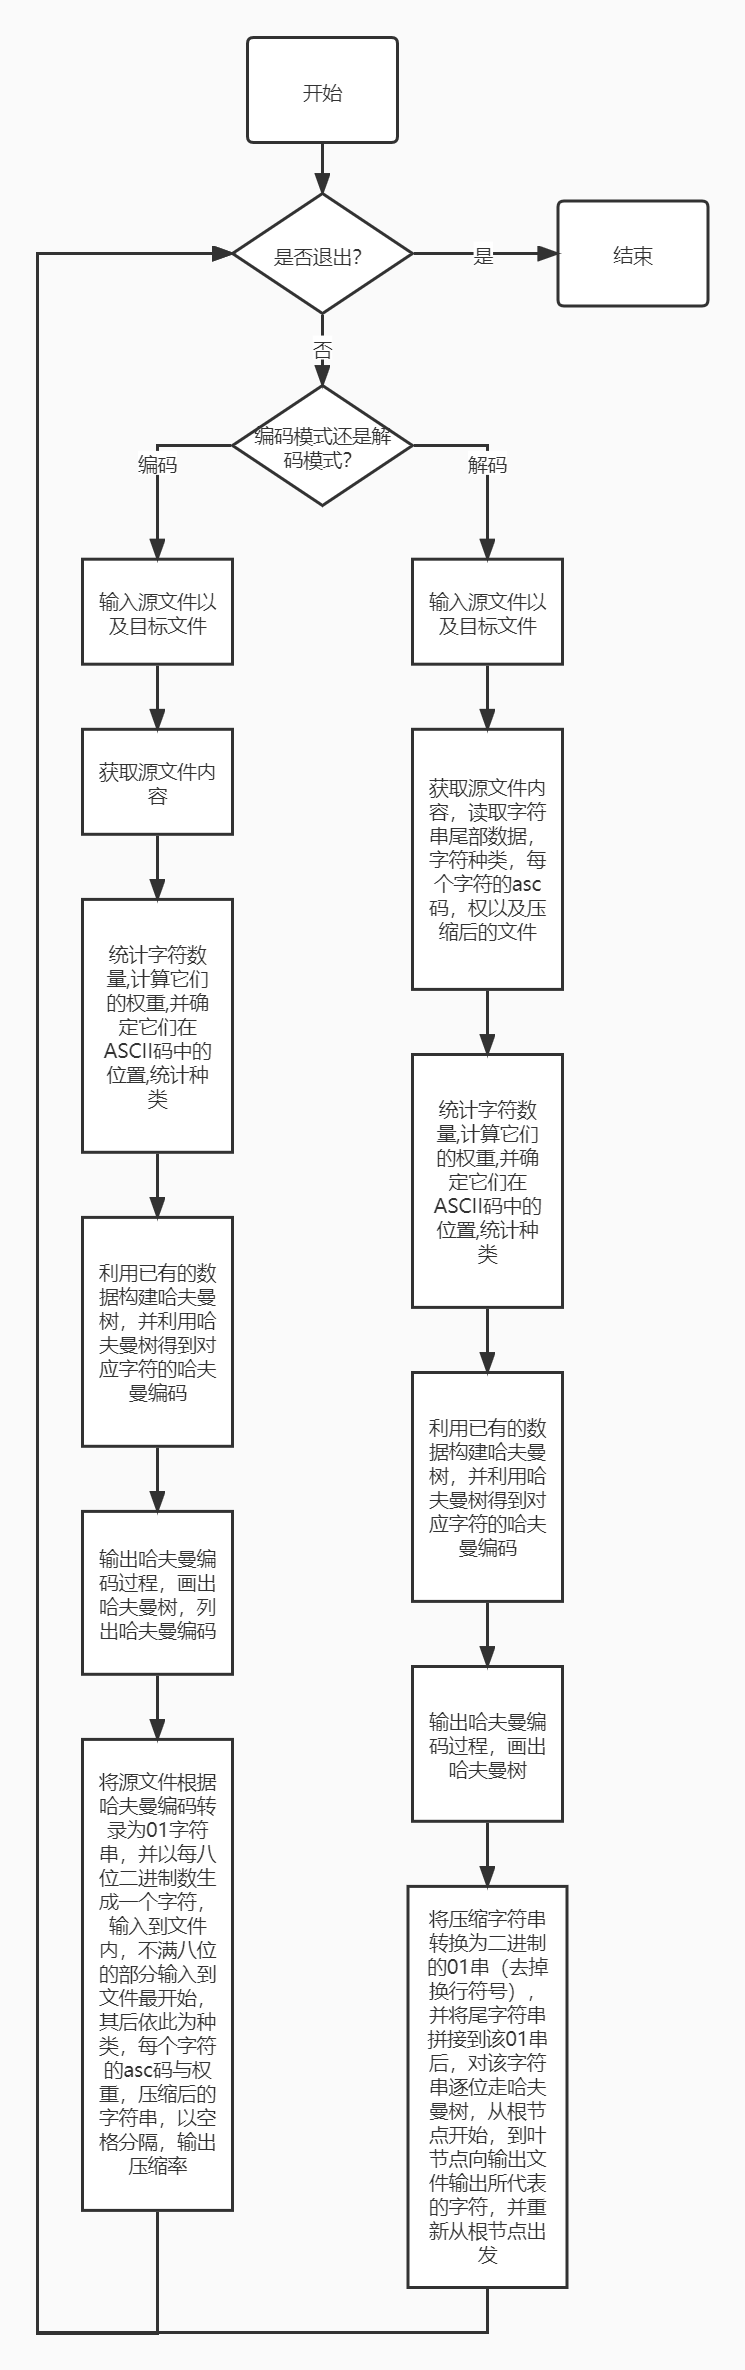 开始
是否退出？
是
结束
否
编码模式还是解
码模式？
编码
解码
输入源文件以
及目标文件
获取源文件内
容
统计字符数
量,计算它们
的权重,并确
定它们在
ASCII码中的
位置,统计种
类
利用已有的数
据构建哈夫曼
树，并利用哈
夫曼树得到对
应字符的哈夫
曼编码
输出哈夫曼编
码过程，画出
哈夫曼树，列
出哈夫曼编码
将源文件根据
哈夫曼编码转
录为01字符
串，并以每八
位二进制数生
成一个字符，
输入到文件
内，不满八位
的部分输入到
文件最开始，
其后依此为种
类，每个字符
的asc码与权
重，压缩后的
字符串，以空
格分隔，输出
压缩率
输入源文件以
及目标文件
获取源文件内
容，读取字符
串尾部数据，
字符种类，每
个字符的asc
码，权以及压
缩后的文件
统计字符数
量,计算它们
的权重,并确
定它们在
ASCII码中的
位置,统计种
类
利用已有的数
据构建哈夫曼
树，并利用哈
夫曼树得到对
应字符的哈夫
曼编码
输出哈夫曼编
码过程，画出
哈夫曼树
将压缩字符串
转换为二进制
的01串（去掉
换行符号），
并将尾字符串
拼接到该01串
后，对该字符
串逐位走哈夫
曼树，从根节
点开始，到叶
节点向输出文
件输出所代表
的字符，并重
新从根节点出
发